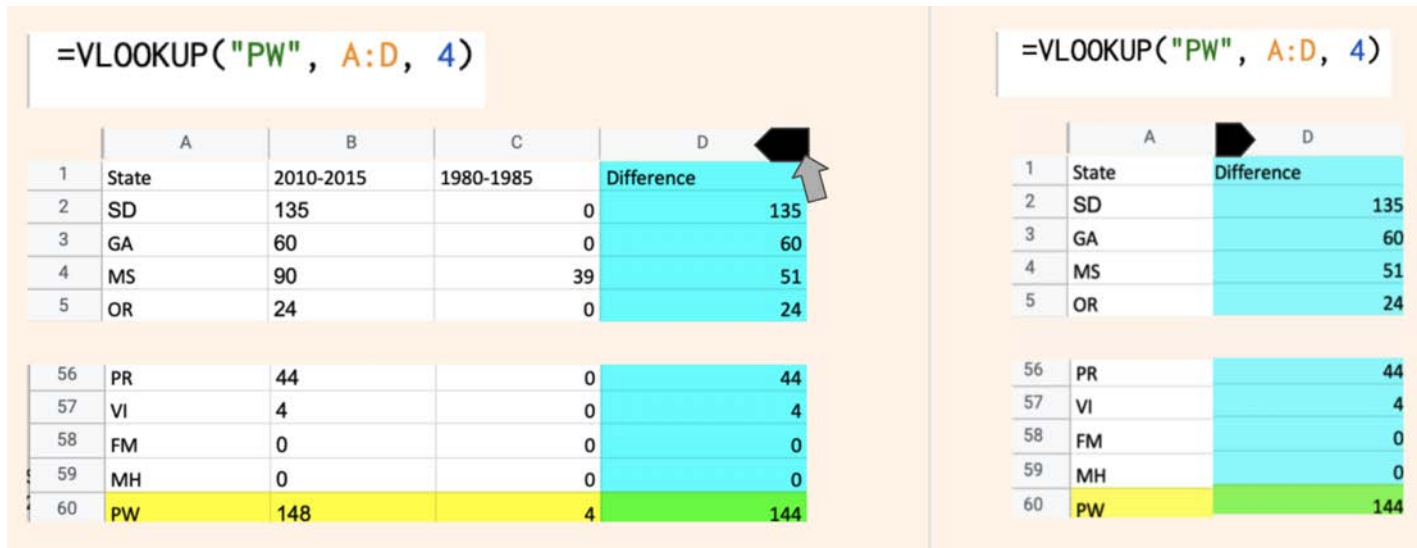 =VLOOKUP("PW", A:D, 4)
A B C D
1 State 2010-2015 1980-1985 Difference
2 SD 135 0 135
3 GA 60 0 60
4 MS 90 39 51
5 OR 24 0 24
56 PR 44 0 44
57 VI 4 0 4
58 FM 0 0 0
59 MH 0 0 0
60 PW 148 4 144
=VLOOKUP("PW", A:D, 4)
A D
1 State Difference
2 SD 135
3 GA 60
4 MS 51
5 OR 24
56 PR 44
57 VI 4
58 FM 0
59 MH 0
60 PW 144